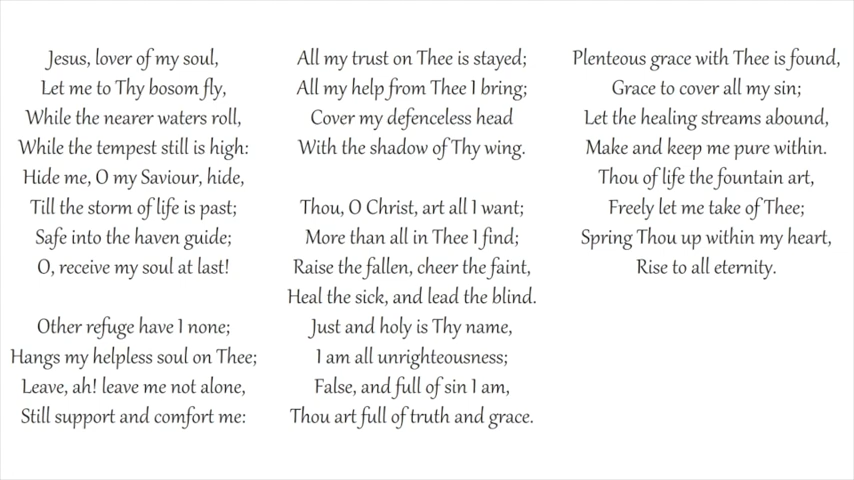 Jesus, lover of my soul,
Let me to Thy bosom fly,
While the nearer waters roll,
While the tempest still is high:
Hide me, O my Saviour, hide,
Till the storm of life is past;
Safe into the haven guide;
O, receive my soul at last!

Other refuge have I none;
Hangs my helpless soul on Thee;
Leave, ah! leave me not alone,
Still support and comfort me:
All my trust on Thee is stayed;
All my help from Thee I bring;
Cover my defenceless head
With the shadow of Thy wing.

Thou, O Christ, art all I want;
More than all in Thee I find;
Raise the fallen, cheer the faint,
Heal the sick, and lead the blind.
Just and holy is Thy name,
I am all unrighteousness;
False, and full of sin I am,
Thou art full of truth and grace.

Plenteous grace with Thee is found,
Grace to cover all my sin;
Let the healing streams abound,
Make and keep me pure within.
Thou of life the fountain art,
Freely let me take of Thee;
Spring Thou up within my heart,
Rise to all eternity.